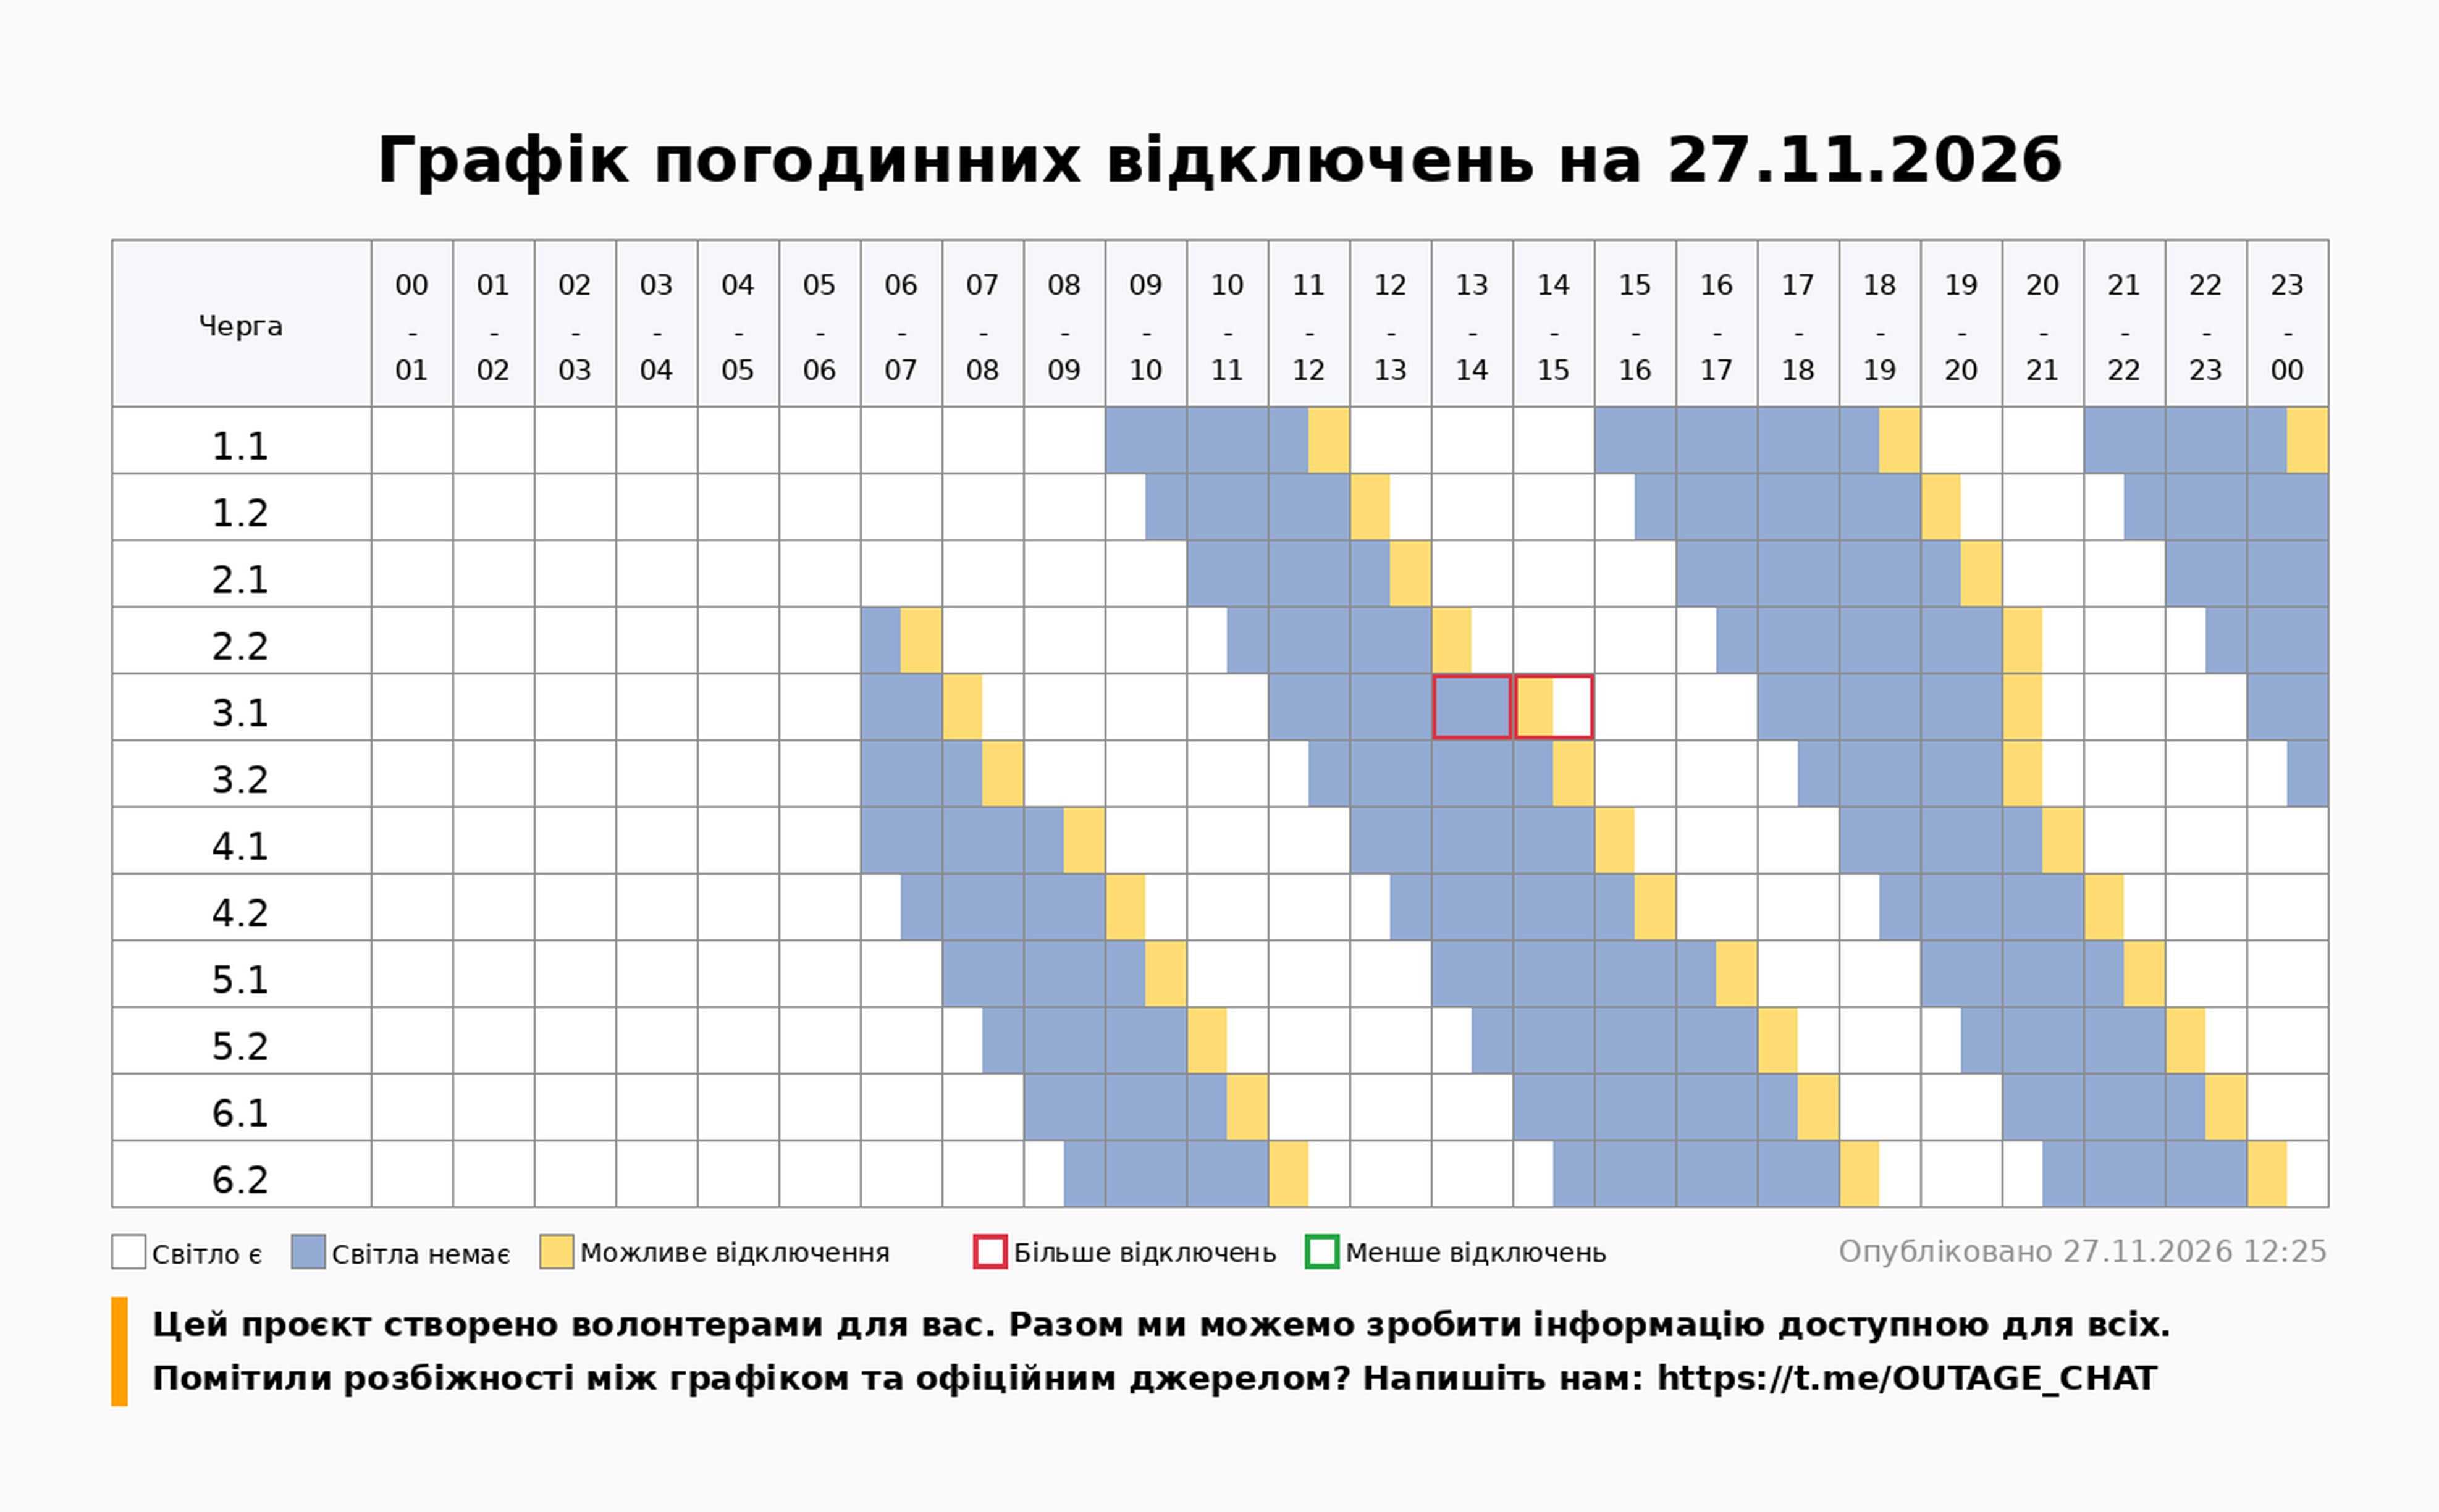 Графік погодинних відключень на 27.11.2026
Черга
00 - 01
01 - 02
02 - 03
03 - 04
04 - 05
05 - 06
06 - 07
07 - 08
08 - 09
09 - 10
10 - 11
11 - 12
12 - 13
13 - 14
14 - 15
15 - 16
16 - 17
17 - 18
18 - 19
19 - 20
20 - 21
21 - 22
22 - 23
23 - 00
1.1
1.2
2.1
2.2
3.1
3.2
4.1
4.2
5.1
5.2
6.1
6.2
Світло є
Світла немає
Можливе відключення
Більше відключень
Менше відключень
Опубліковано 27.11.2026 12:25
Цей проєкт створено волонтерами для вас. Разом ми можемо зробити інформацію доступною для всіх.
Помітили розбіжності між графіком та офіційним джерелом? Напишіть нам: https://t.me/OUTAGE_CHAT